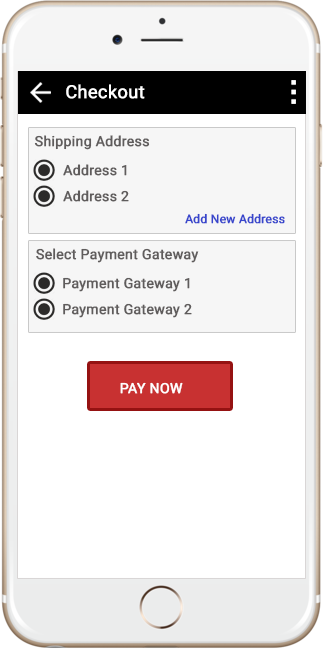 Checkout
Shipping Address
Address 1
Address 2
Add New Address
Select Payment Gateway
Payment Gateway 1
Payment Gateway 2
PAY NOW